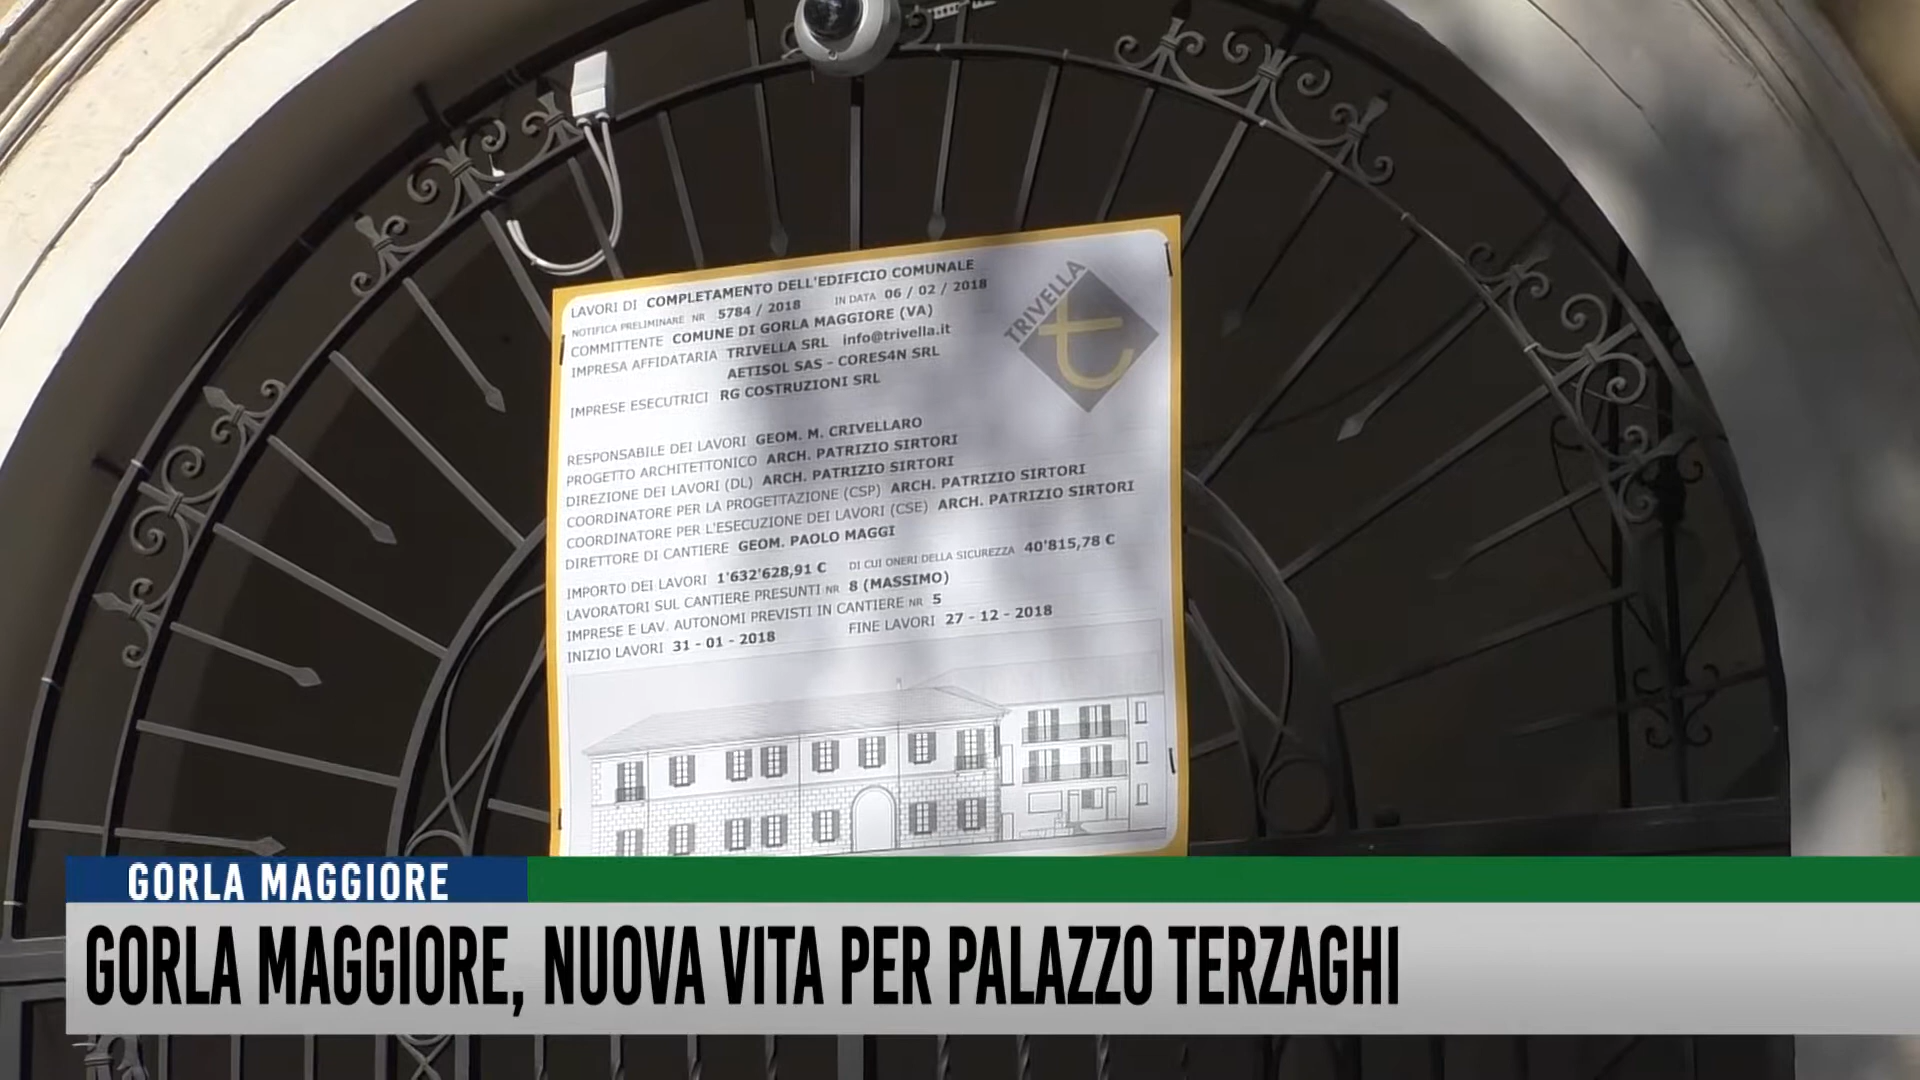 LAVORI DI COMPLETAMENTO DELL'EDIFICIO COMUNALE
NOTIFICA PRELIMINARE NR 5784 / 2018 IN DATA 06 / 02 / 2018
COMMITTENTE COMUNE DI GORLA MAGGIORE (VA)
IMPRESA AFFIDATARIA TRIVELLA SRL info@trivella.it
AETISOL SAS - CORES4N SRL
IMPRESE ESECUTRICI RG COSTRUZIONI SRL
TRIVELLA
RESPONSABILE DEI LAVORI GEOM. M. CRIVELLARO
PROGETTO ARCHITETTONICO ARCH. PATRIZIO SIRTORI
DIREZIONE DEI LAVORI (DL) ARCH. PATRIZIO SIRTORI
COORDINATORE PER LA PROGETTAZIONE (CSP) ARCH. PATRIZIO SIRTORI
COORDINATORE PER L'ESECUZIONE DEI LAVORI (CSE) ARCH. PATRIZIO SIRTORI
DIRETTORE DI CANTIERE GEOM. PAOLO MAGGI
IMPORTO DEI LAVORI 1'632'628,91 € DI CUI ONERI DELLA SICUREZZA 40'815,78 €
LAVORATORI SUL CANTIERE PRESUNTI NR 8 (MASSIMO)
IMPRESE E LAV. AUTONOMI PREVISTI IN CANTIERE NR 5
INIZIO LAVORI 31 - 01 - 2018 FINE LAVORI 27 - 12 - 2018
GORLA MAGGIORE
GORLA MAGGIORE, NUOVA VITA PER PALAZZO TERZAGHI